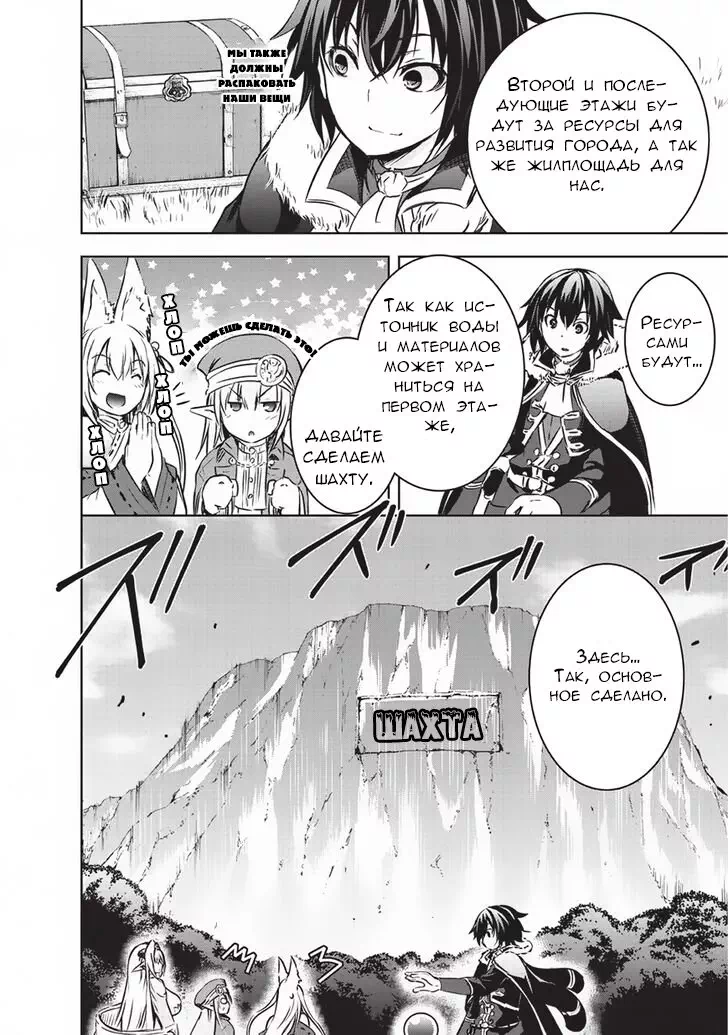 Второй и после-
дующие этажи бу-
дут за ресурсы для
развития города, а так
же жилплощадь для
нас.
Мы также
должны
распаковать
наши вещи
Ресур-
сами
будут...
Так как ис-
точник воды
и материалов
может хра-
ниться на
первом эта-
же,
давайте
сделаем
шахту.
Ты можешь сделать это!
Хлоп
Хлоп
Хлоп
Здесь...
Так, основ-
ное сделано.
Шахта